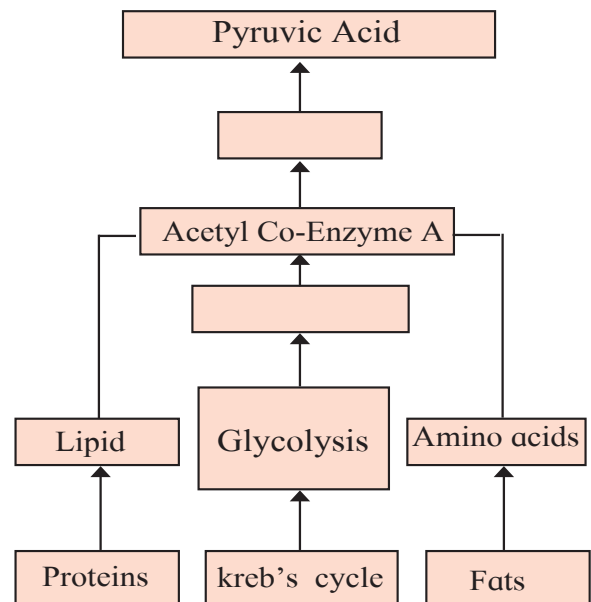 Pyruvic Acid
Acetyl Co-Enzyme A
Lipid
Glycolysis
Amino acids
Proteins
kreb's cycle
Fats